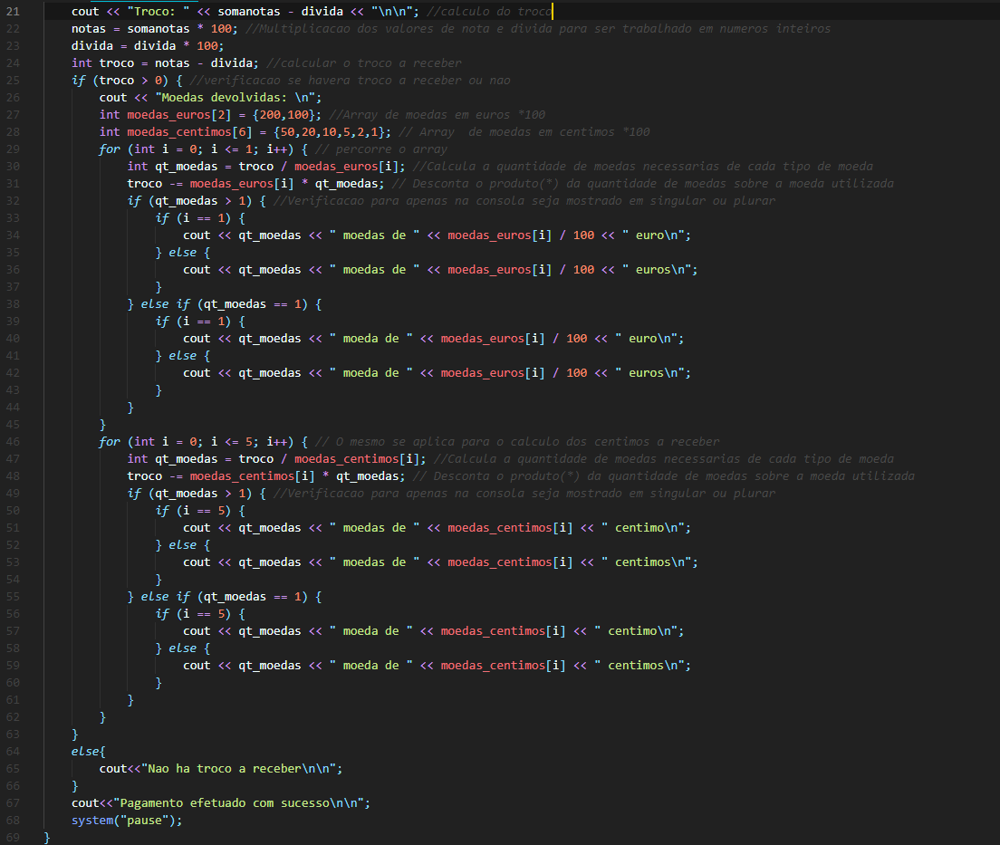 21 cout << "Troco: " << somanotas - divida << "\n\n"; //calculo do troco
22 notas = somanotas * 100; //Multiplicacao dos valores de nota e divida para ser trabalhado em numeros inteiros
23 divida = divida * 100;
24 int troco = notas - divida; //calcular o troco a receber
25 if (troco > 0) { //verificacao se havera troco a receber ou nao
26 cout << "Moedas devolvidas: \n";
27 int moedas_euros[2] = {200,100}; //Array de moedas em euros *100
28 int moedas_centimos[6] = {50,20,10,5,2,1}; // Array  de moedas em centimos *100
29 for (int i = 0; i <= 1; i++) { // percorre o array
30 int qt_moedas = troco / moedas_euros[i]; //Calcula a quantidade de moedas necessarias de cada tipo de moeda
31 troco -= moedas_euros[i] * qt_moedas; // Desconta o produto(*) da quantidade de moedas sobre a moeda utilizada
32 if (qt_moedas > 1) { //Verificacao para apenas na consola seja mostrado em singular ou plurar
33 if (i == 1) {
34 cout << qt_moedas << " moedas de " << moedas_euros[i] / 100 << " euro\n";
35 } else {
36 cout << qt_moedas << " moedas de " << moedas_euros[i] / 100 << " euros\n";
37 }
38 } else if (qt_moedas == 1) {
39 if (i == 1) {
40 cout << qt_moedas << " moeda de " << moedas_euros[i] / 100 << " euro\n";
41 } else {
42 cout << qt_moedas << " moeda de " << moedas_euros[i] / 100 << " euros\n";
43 }
44 }
45 }
46 for (int i = 0; i <= 5; i++) { // O mesmo se aplica para o calculo dos centimos a receber
47 int qt_moedas = troco / moedas_centimos[i]; //Calcula a quantidade de moedas necessarias de cada tipo de moeda
48 troco -= moedas_centimos[i] * qt_moedas; // Desconta o produto(*) da quantidade de moedas sobre a moeda utilizada
49 if (qt_moedas > 1) { //Verificacao para apenas na consola seja mostrado em singular ou plurar
50 if (i == 5) {
51 cout << qt_moedas << " moedas de " << moedas_centimos[i] << " centimo\n";
52 } else {
53 cout << qt_moedas << " moedas de " << moedas_centimos[i] << " centimos\n";
54 }
55 } else if (qt_moedas == 1) {
56 if (i == 5) {
57 cout << qt_moedas << " moeda de " << moedas_centimos[i] << " centimo\n";
58 } else {
59 cout << qt_moedas << " moeda de " << moedas_centimos[i] << " centimos\n";
60 }
61 }
62 }
63 }
64 else{
65 cout<<"Nao ha troco a receber\n\n";
66 }
67 cout<<"Pagamento efetuado com sucesso\n\n";
68 system("pause");
69 }